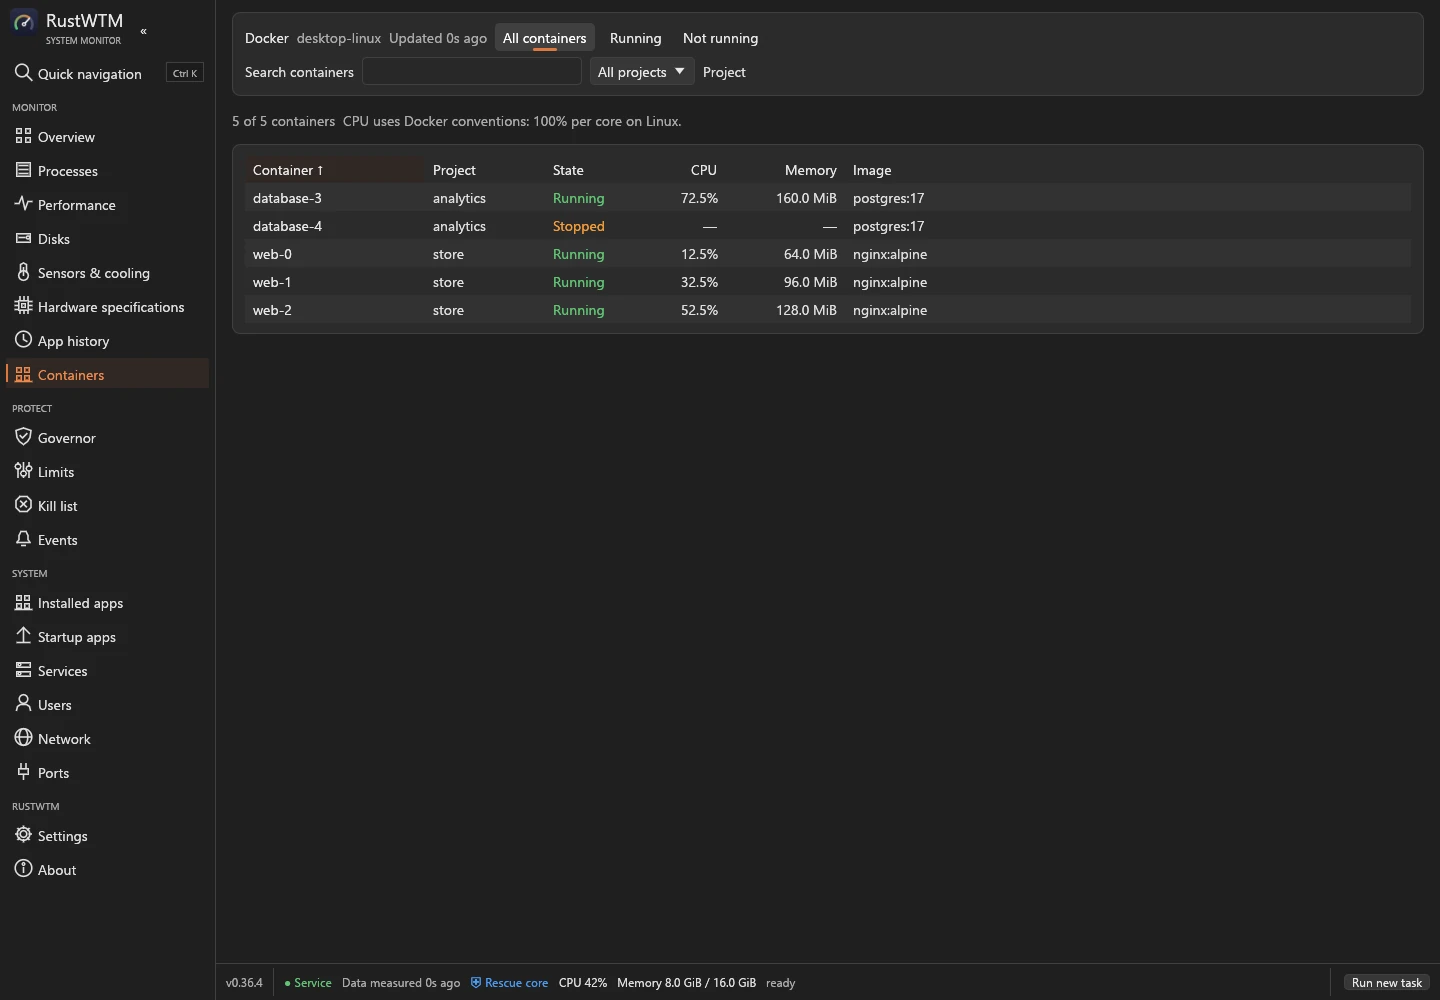 RustWTM
SYSTEM MONITOR
«
Quick navigation Ctrl K
MONITOR
Overview
Processes
Performance
Disks
Sensors & cooling
Hardware specifications
App history
Containers
PROTECT
Governor
Limits
Kill list
Events
SYSTEM
Installed apps
Startup apps
Services
Users
Network
Ports
RUSTWTM
Settings
About
Docker desktop-linux Updated 0s ago All containers Running Not running
Search containers All projects ▼ Project
5 of 5 containers CPU uses Docker conventions: 100% per core on Linux.
Container ↑ Project State CPU Memory Image
database-3 analytics Running 72.5% 160.0 MiB postgres:17
database-4 analytics Stopped — — postgres:17
web-0 store Running 12.5% 64.0 MiB nginx:alpine
web-1 store Running 32.5% 96.0 MiB nginx:alpine
web-2 store Running 52.5% 128.0 MiB nginx:alpine
v0.36.4 ● Service Data measured 0s ago Rescue core CPU 42% Memory 8.0 GiB / 16.0 GiB ready Run new task